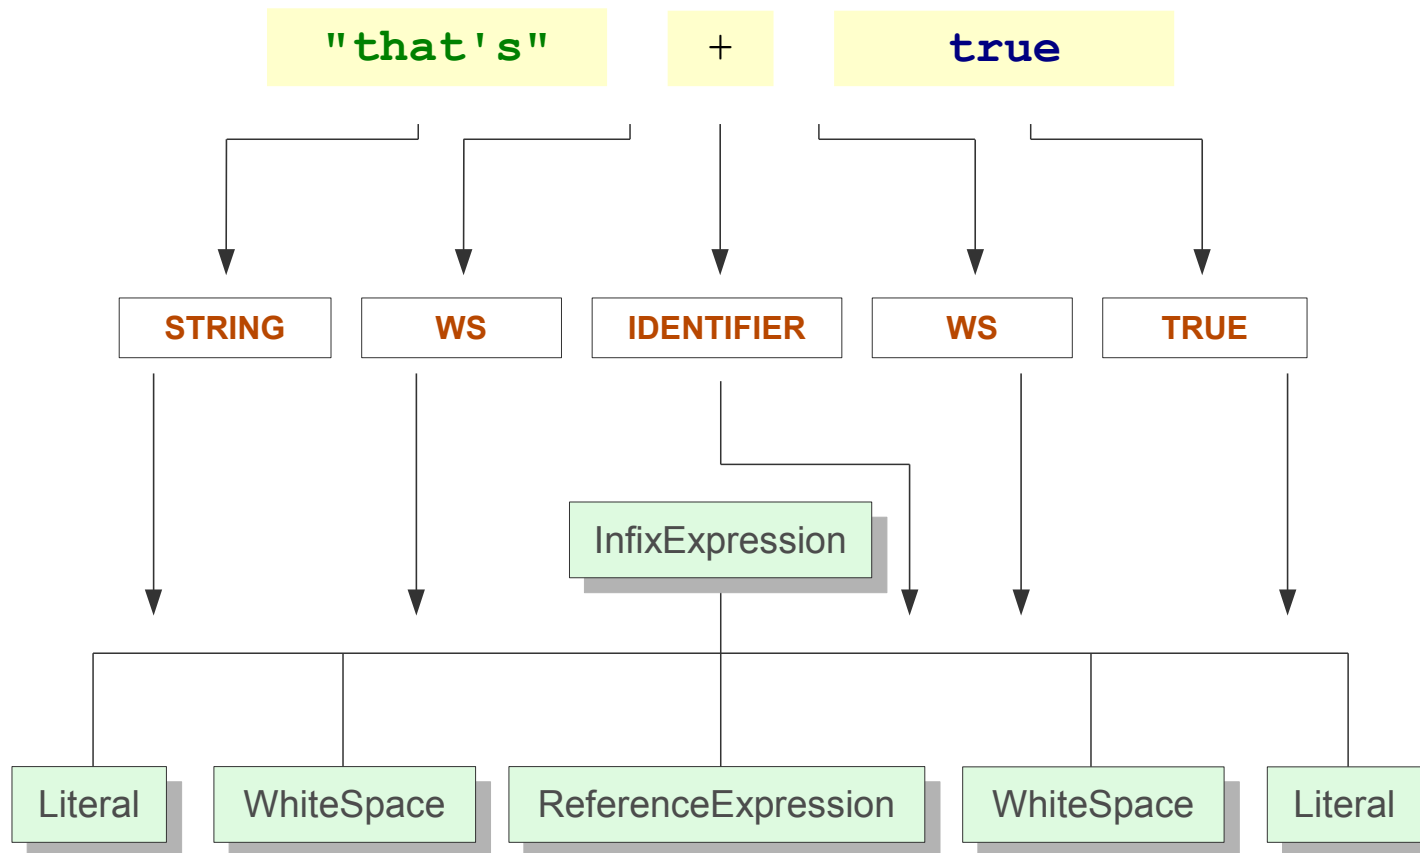 "that's" + true
STRING WS IDENTIFIER WS TRUE
InfixExpression
Literal WhiteSpace ReferenceExpression WhiteSpace Literal